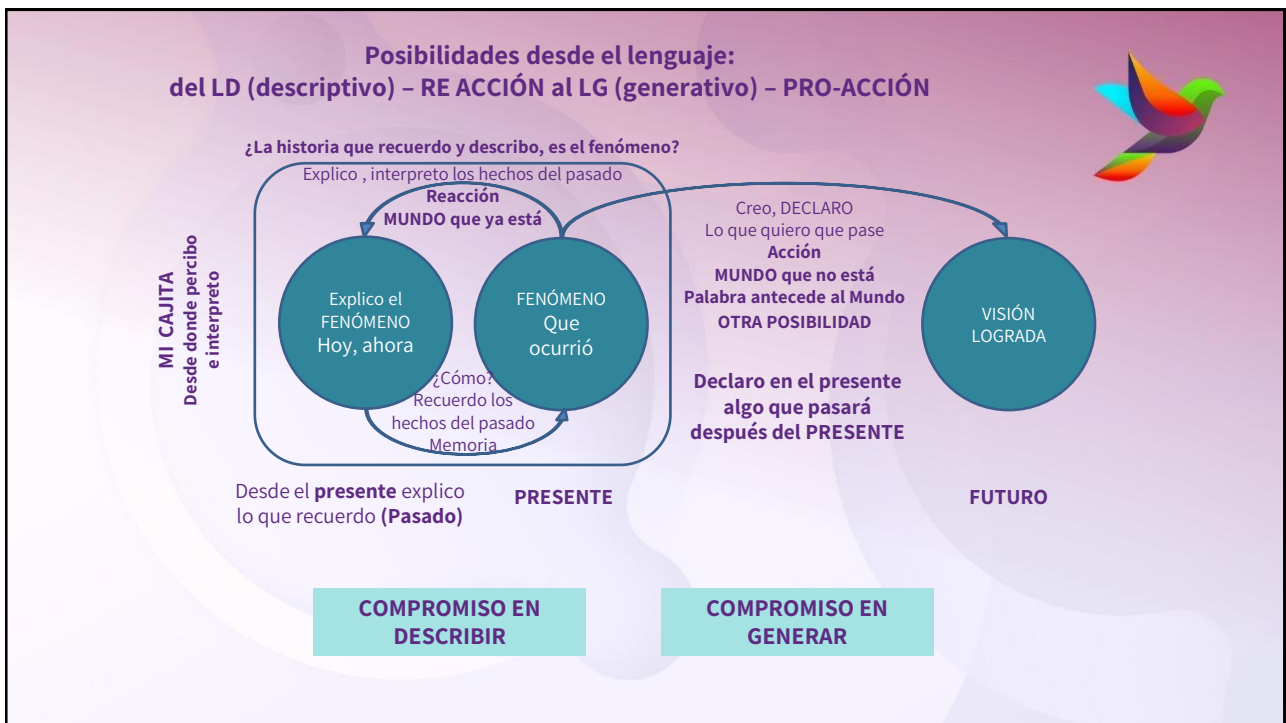 Posibilidades desde el lenguaje:
del LD (descriptivo) – RE ACCIÓN al LG (generativo) – PRO-ACCIÓN
¿La historia que recuerdo y describo, es el fenómeno?
Explico , interpreto los hechos del pasado
Reacción
MUNDO que ya está
MI CAJITA
Desde donde percibo
e interpreto
Explico el
FENÓMENO
Hoy, ahora
FENÓMENO
Que
ocurrió
¿Cómo?
Recuerdo los
hechos del pasado
Memoria
Creo, DECLARO
Lo que quiero que pase
Acción
MUNDO que no está
Palabra antecede al Mundo
OTRA POSIBILIDAD
Declaro en el presente
algo que pasará
después del PRESENTE
VISIÓN
LOGRADA
Desde el presente explico
lo que recuerdo (Pasado)
PRESENTE
FUTURO
COMPROMISO EN
DESCRIBIR
COMPROMISO EN
GENERAR